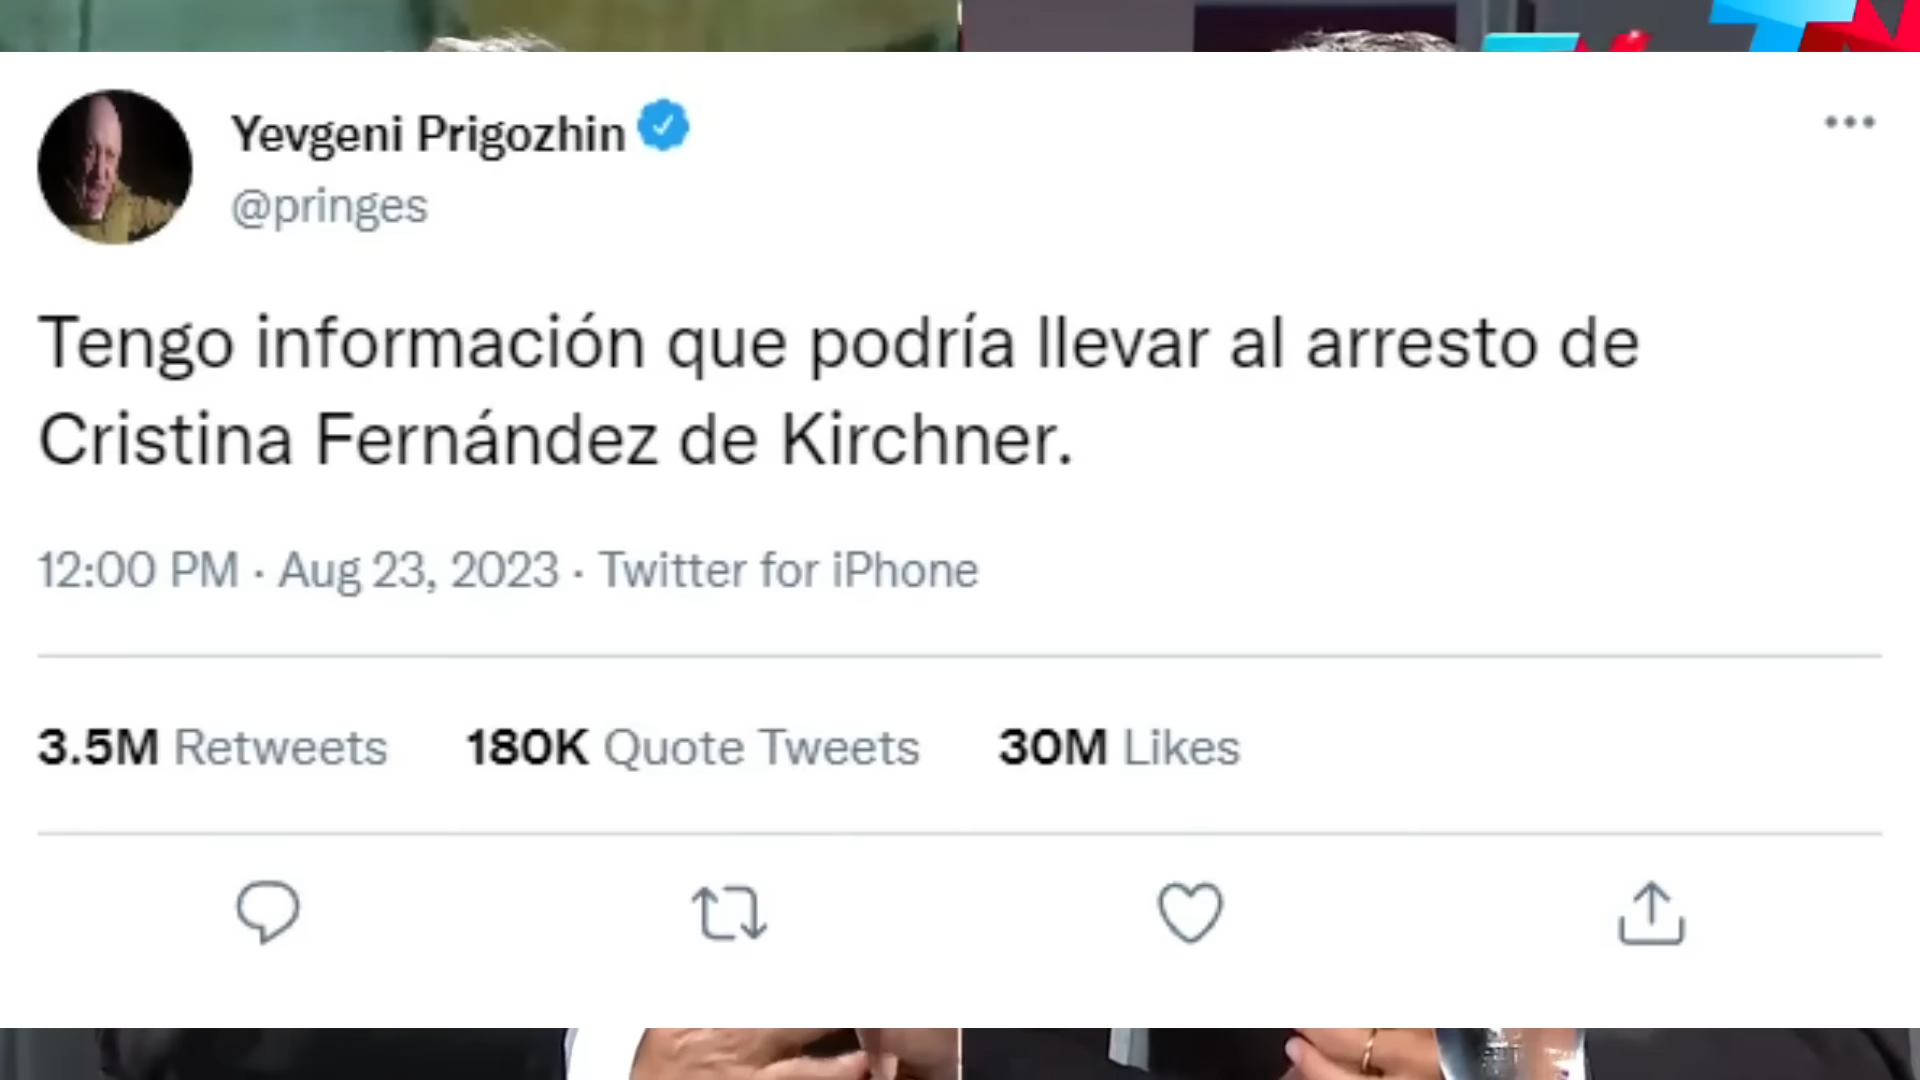 TN
Yevgeni Prigozhin
@pringes
Tengo información que podría llevar al arresto de
Cristina Fernández de Kirchner.
12:00 PM · Aug 23, 2023 · Twitter for iPhone
3.5M Retweets 180K Quote Tweets 30M Likes